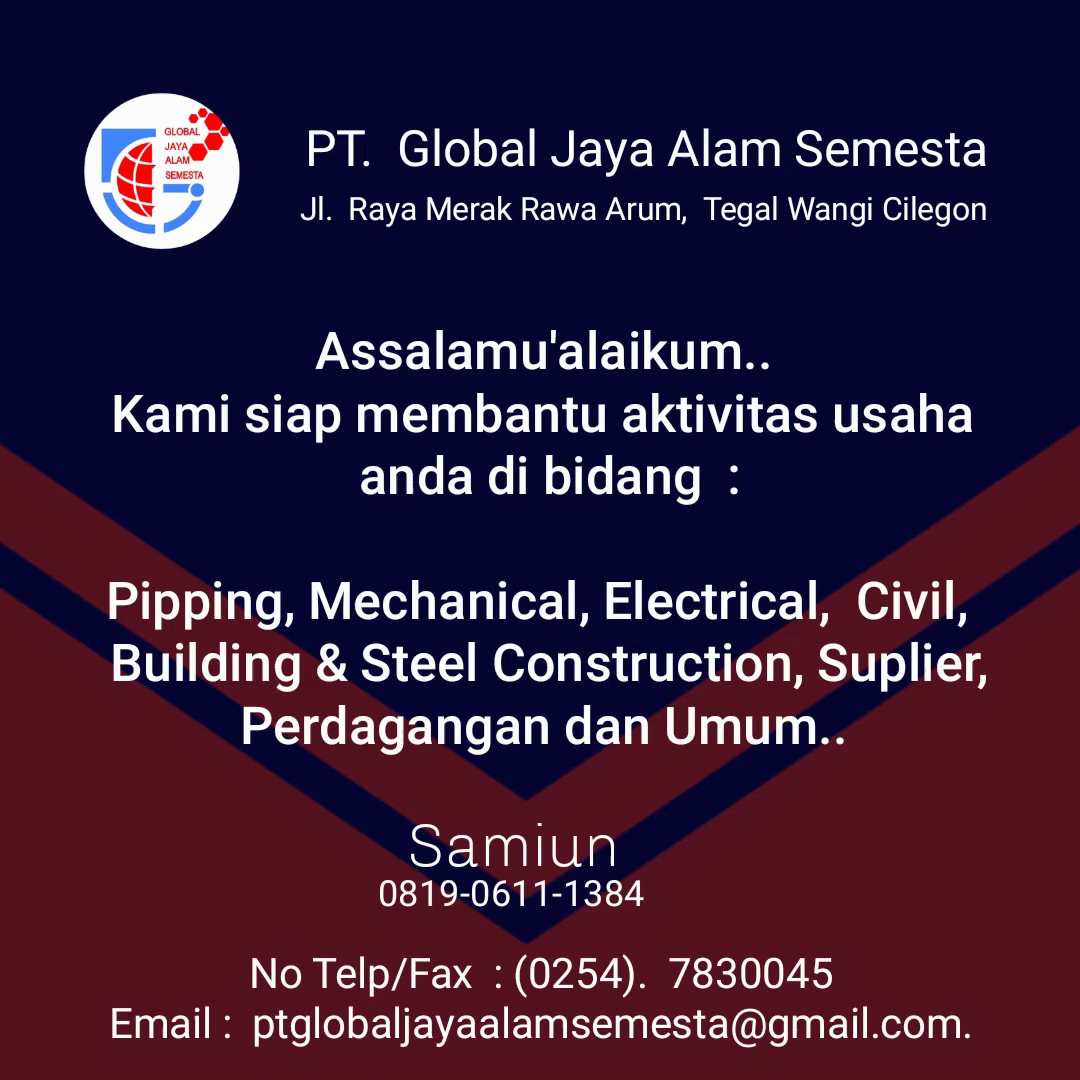 GLOBAL
JAYA
ALAM
SEMESTA
PT. Global Jaya Alam Semesta
Jl. Raya Merak Rawa Arum, Tegal Wangi Cilegon
Assalamu'alaikum..
Kami siap membantu aktivitas usaha
anda di bidang :
Pipping, Mechanical, Electrical, Civil,
Building & Steel Construction, Suplier,
Perdagangan dan Umum..
Samiun
0819-0611-1384
No Telp/Fax : (0254). 7830045
Email : ptglobaljayaalamsemesta@gmail.com.